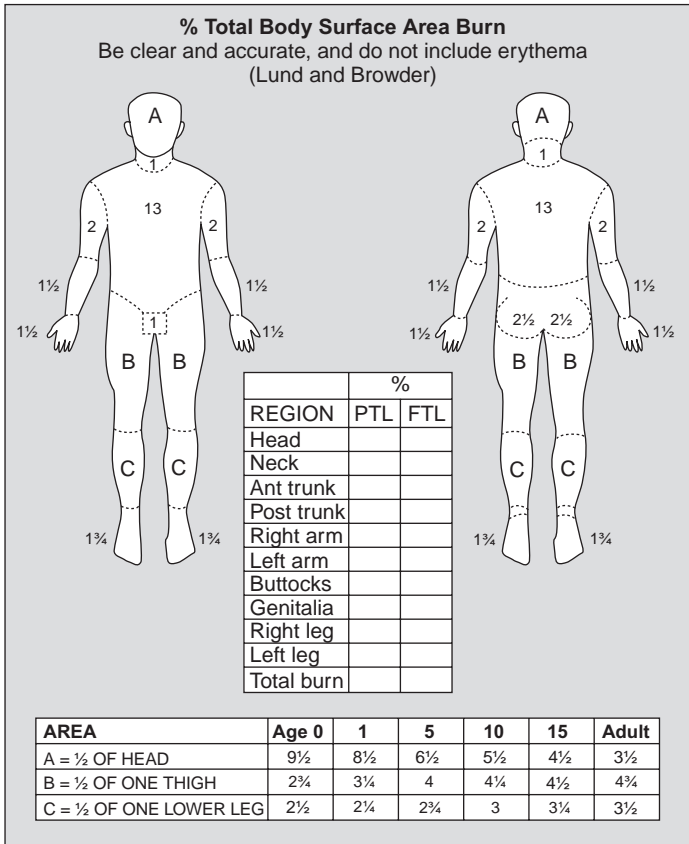 % Total Body Surface Area Burn
Be clear and accurate, and do not include erythema
(Lund and Browder)
A
1
13
2
2
1½
1½
1½
1½
1
B
B
C
C
1¾
1¾
A
1
13
2
2
1½
1½
1½
1½
2½
2½
B
B
C
C
1¾
1¾
%
REGION PTL FTL
Head
Neck
Ant trunk
Post trunk
Right arm
Left arm
Buttocks
Genitalia
Right leg
Left leg
Total burn
AREA Age 0 1 5 10 15 Adult
A = ½ OF HEAD 9½ 8½ 6½ 5½ 4½ 3½
B = ½ OF ONE THIGH 2¾ 3¼ 4 4¼ 4½ 4¾
C = ½ OF ONE LOWER LEG 2½ 2¼ 2¾ 3 3¼ 3½